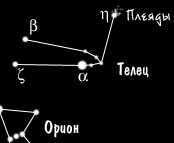 η Плеяды
β
ζ
α
Телец
Орион